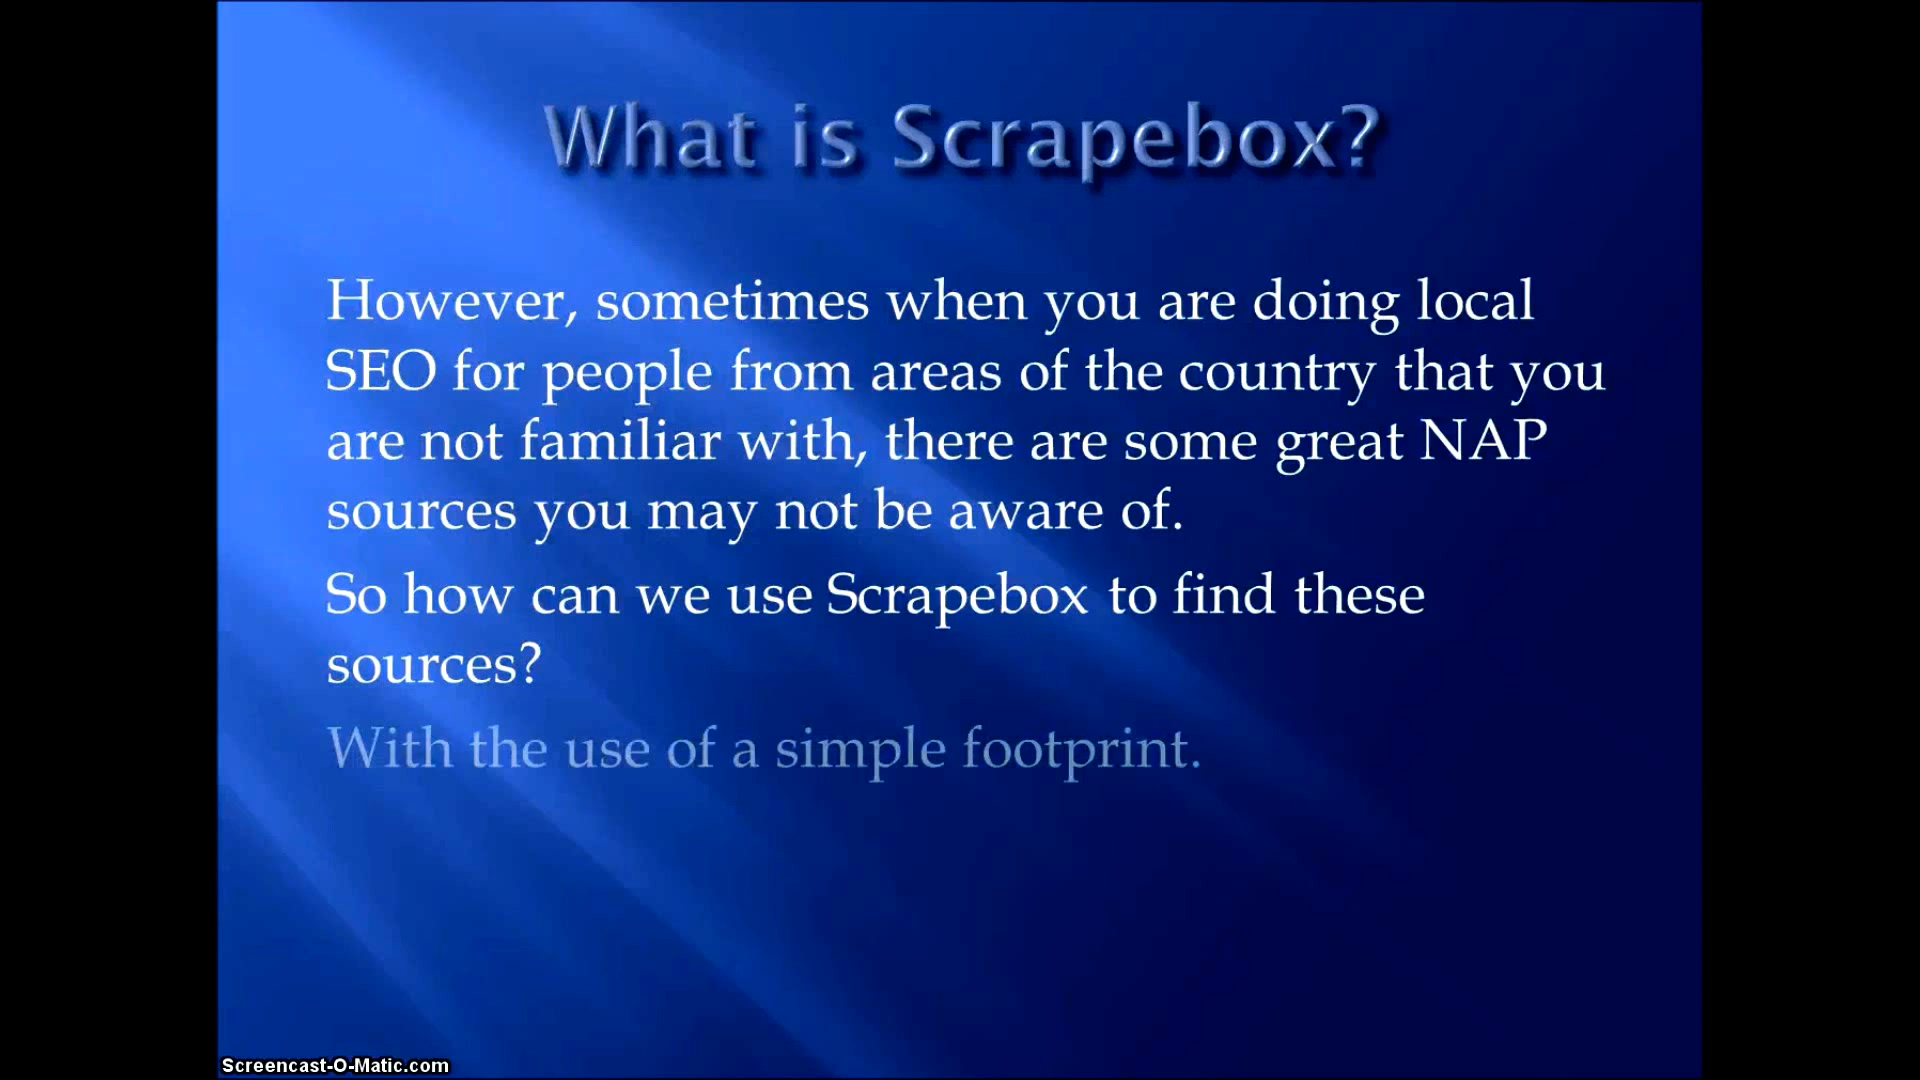 What is Scrapebox?
However, sometimes when you are doing local
SEO for people from areas of the country that you
are not familiar with, there are some great NAP
sources you may not be aware of.
So how can we use Scrapebox to find these
sources?
With the use of a simple footprint.
Screencast-O-Matic.com